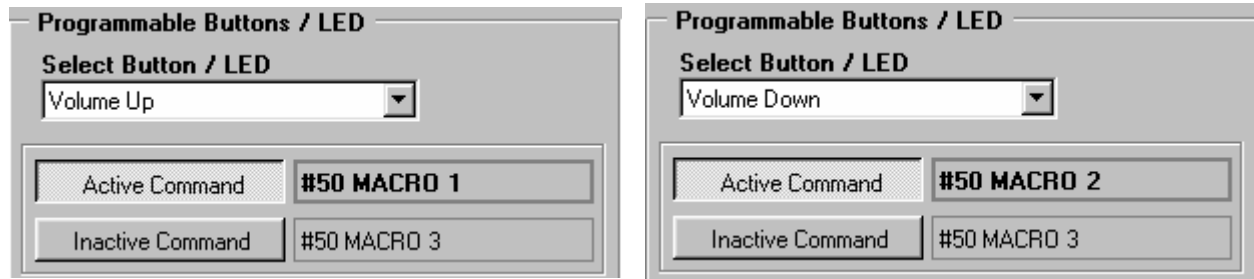 Programmable Buttons / LED
Select Button / LED
Volume Up
Active Command #50 MACRO 1
Inactive Command #50 MACRO 3
Programmable Buttons / LED
Select Button / LED
Volume Down
Active Command #50 MACRO 2
Inactive Command #50 MACRO 3